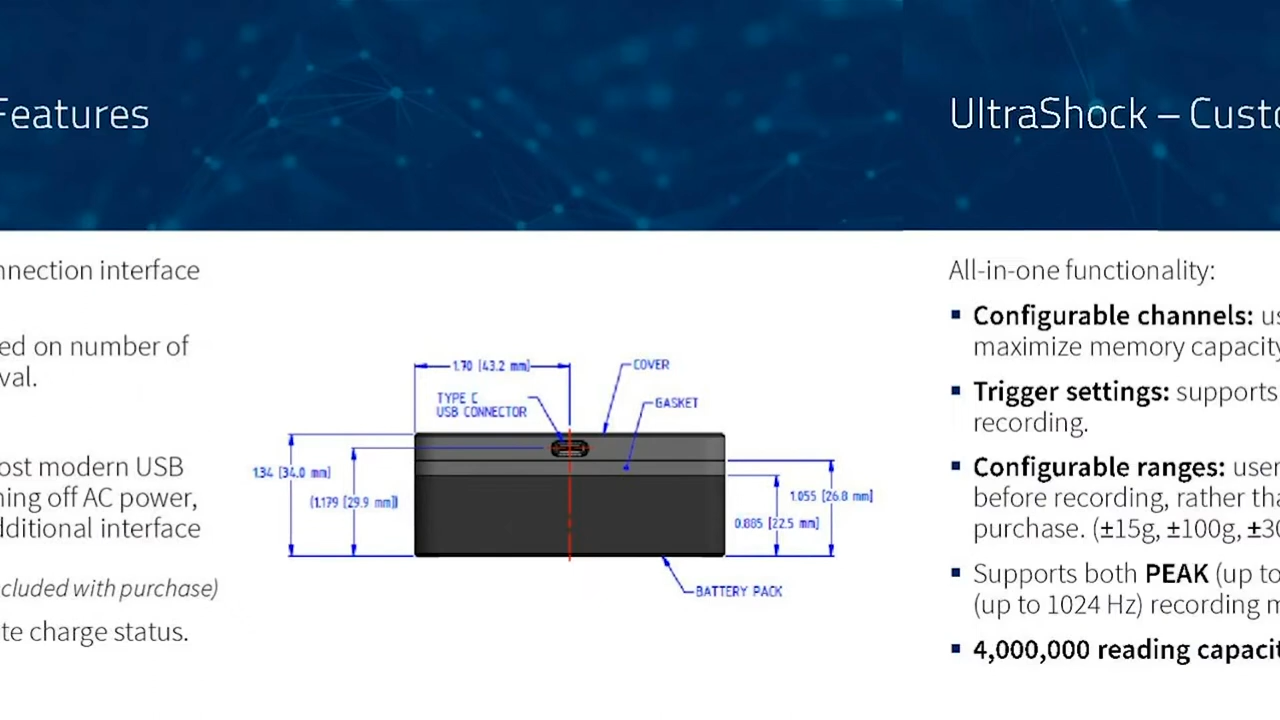 Features
nnection interface
ed on number of
val.
ost modern USB
ning off AC power,
dditional interface
cluded with purchase)
te charge status.
1.70 [43.2 mm]
COVER
TYPE C
USB CONNECTOR
GASKET
1.34 [34.0 mm]
(1.179 [29.9 mm])
1.055 [26.8 mm]
0.885 [22.5 mm]
BATTERY PACK
UltraShock – Custo
All-in-one functionality:
▪ Configurable channels: us
maximize memory capacity
▪ Trigger settings: supports
recording.
▪ Configurable ranges: user
before recording, rather tha
purchase. (±15g, ±100g, ±30
▪ Supports both PEAK (up to
(up to 1024 Hz) recording m
▪ 4,000,000 reading capacit